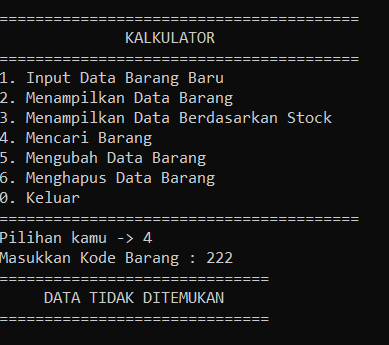 ========================================
KALKULATOR
========================================
1. Input Data Barang Baru
2. Menampilkan Data Barang
3. Menampilkan Data Berdasarkan Stock
4. Mencari Barang
5. Mengubah Data Barang
6. Menghapus Data Barang
0. Keluar
========================================
Pilihan kamu -> 4
Masukkan Kode Barang : 222
==============================
DATA TIDAK DITEMUKAN
==============================